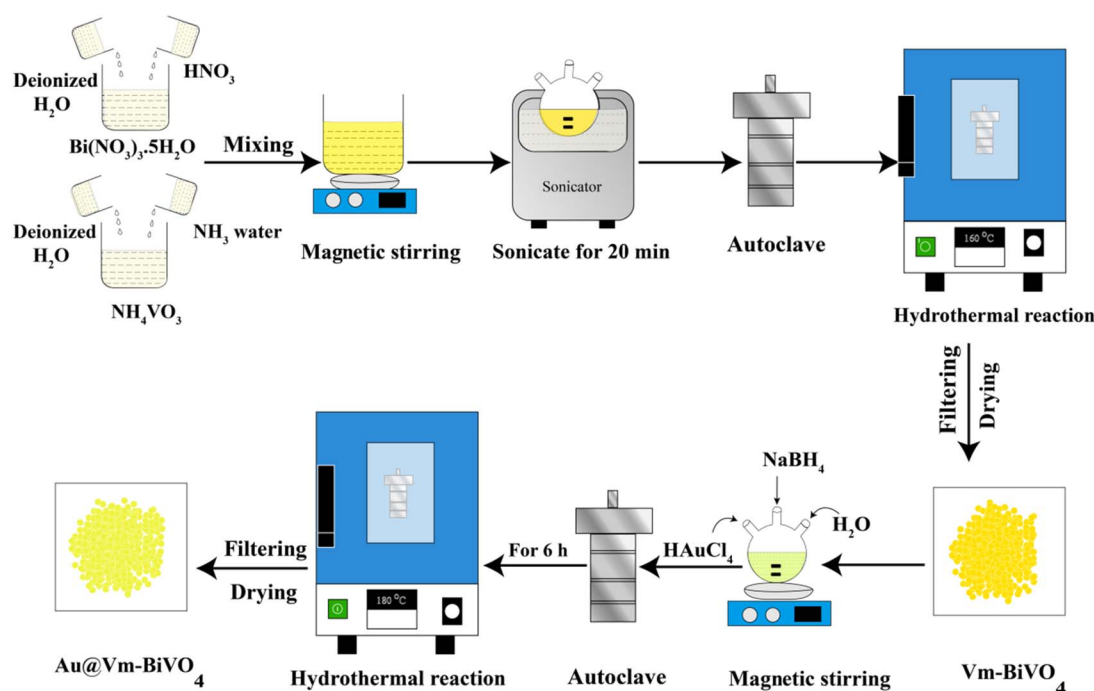 Deionized
H₂O
HNO₃
Bi(NO₃)₃.5H₂O
Mixing
Deionized
H₂O
NH₃ water
NH₄VO₃
Magnetic stirring
Sonicator
Sonicate for 20 min
Autoclave
160 °C
Hydrothermal reaction
Filtering
Drying
NaBH₄
H₂O
HAuCl₄
For 6 h
180 °C
Filtering
Drying
Au@Vm-BiVO₄
Hydrothermal reaction
Autoclave
Magnetic stirring
Vm-BiVO₄